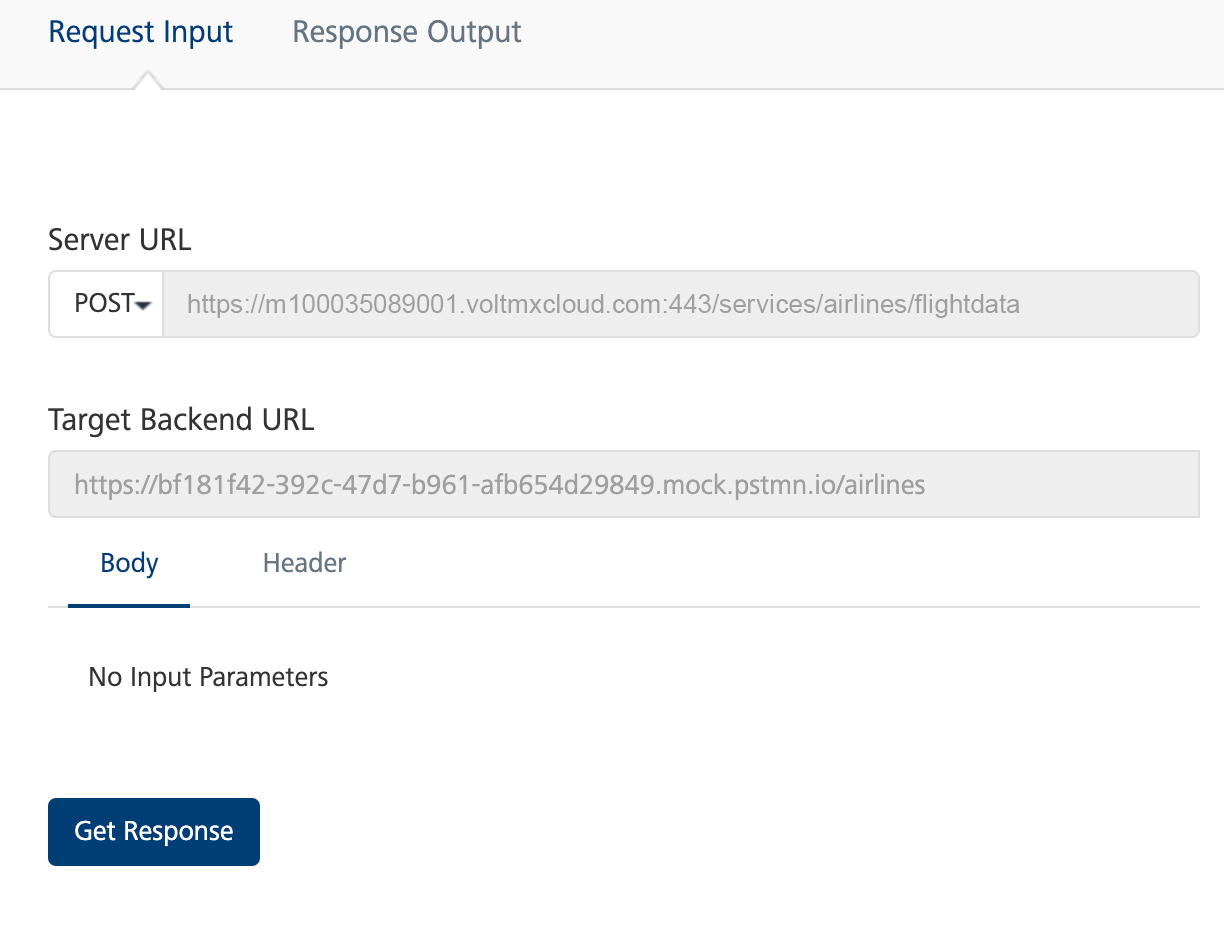 Request Input Response Output
Server URL
POST https://m100035089001.voltmxcloud.com:443/services/airlines/flightdata
Target Backend URL
https://bf181f42-392c-47d7-b961-afb654d29849.mock.pstmn.io/airlines
Body Header
No Input Parameters
Get Response